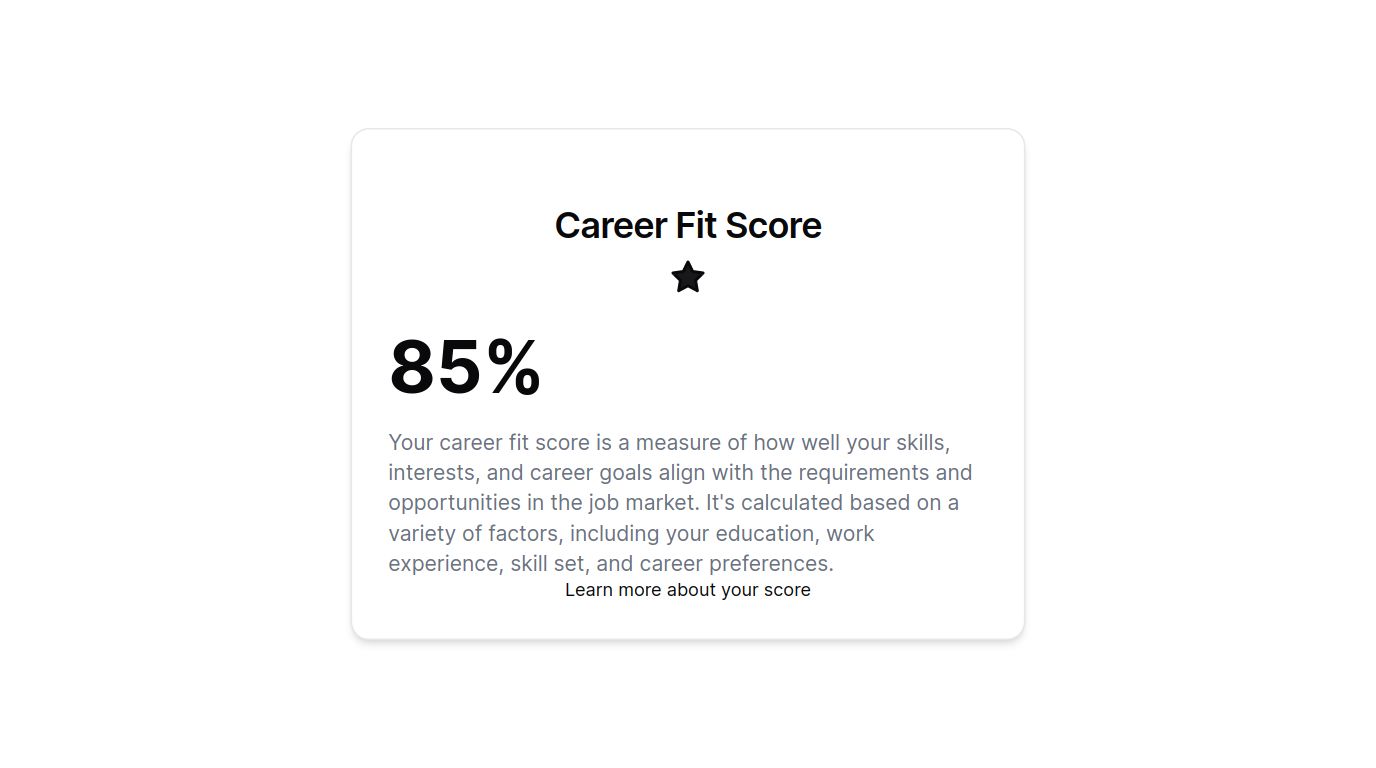 Career Fit Score
85%
Your career fit score is a measure of how well your skills,
interests, and career goals align with the requirements and
opportunities in the job market. It's calculated based on a
variety of factors, including your education, work
experience, skill set, and career preferences.
Learn more about your score